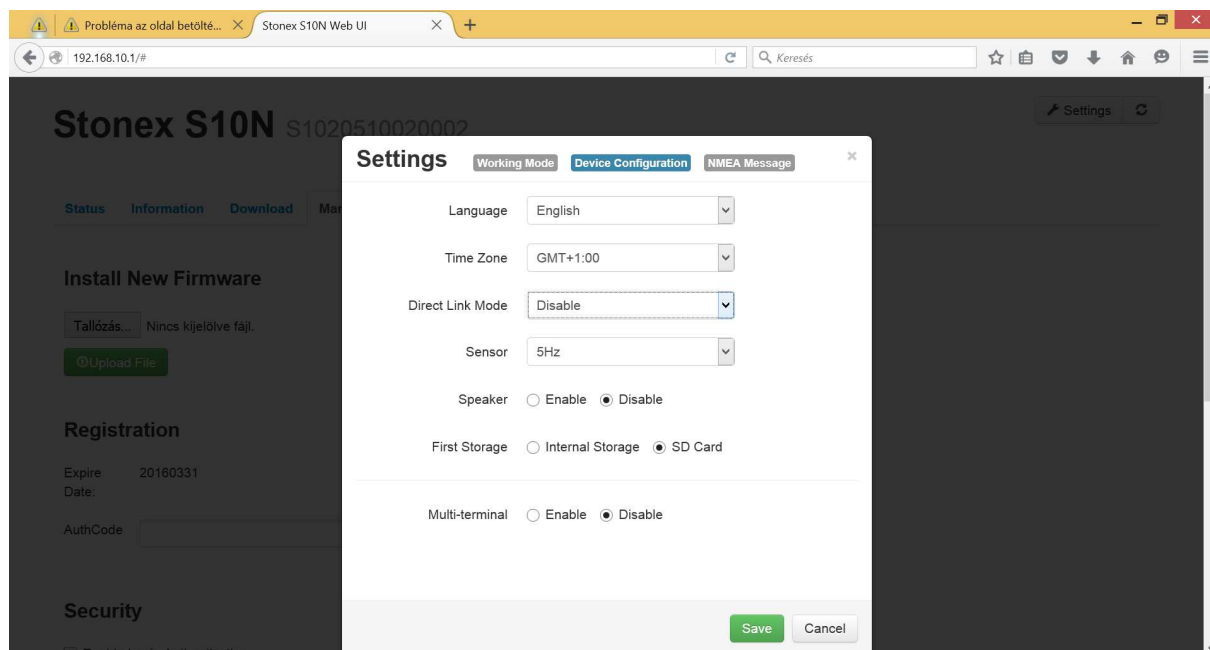 Probléma az oldal betölté...
Stonex S10N Web UI
192.168.10.1/#
Keresés
Stonex S10N S1020510020002
Settings
Status Information Download Ma
Install New Firmware
Tallózás... Nincs kijelölve fájl.
Upload File
Registration
Expire Date: 20160331
AuthCode
Security
Settings Working Mode Device Configuration NMEA Message ×
Language English
Time Zone GMT+1:00
Direct Link Mode Disable
Sensor 5Hz
Speaker Enable Disable
First Storage Internal Storage SD Card
Multi-terminal Enable Disable
Save Cancel